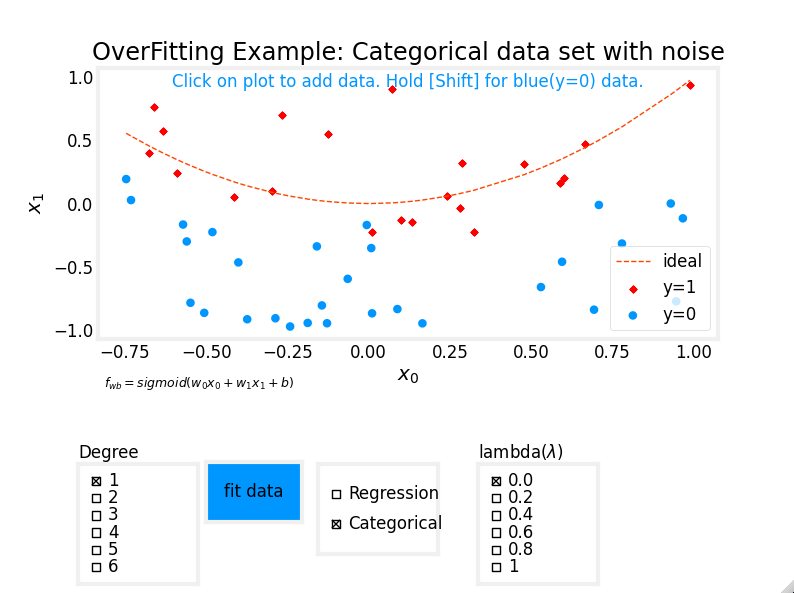 OverFitting Example: Categorical data set with noise
Click on plot to add data. Hold [Shift] for blue(y=0) data.
1.0
0.5
0.0
−0.5
−1.0
x₁
ideal
y=1
y=0
−0.75 −0.50 −0.25 0.00 0.25 0.50 0.75 1.00
x₀
f_wb = sigmoid(w₀x₀ + w₁x₁ + b)
Degree
1
2
3
4
5
6
fit data
Regression
Categorical
lambda(λ)
0.0
0.2
0.4
0.6
0.8
1